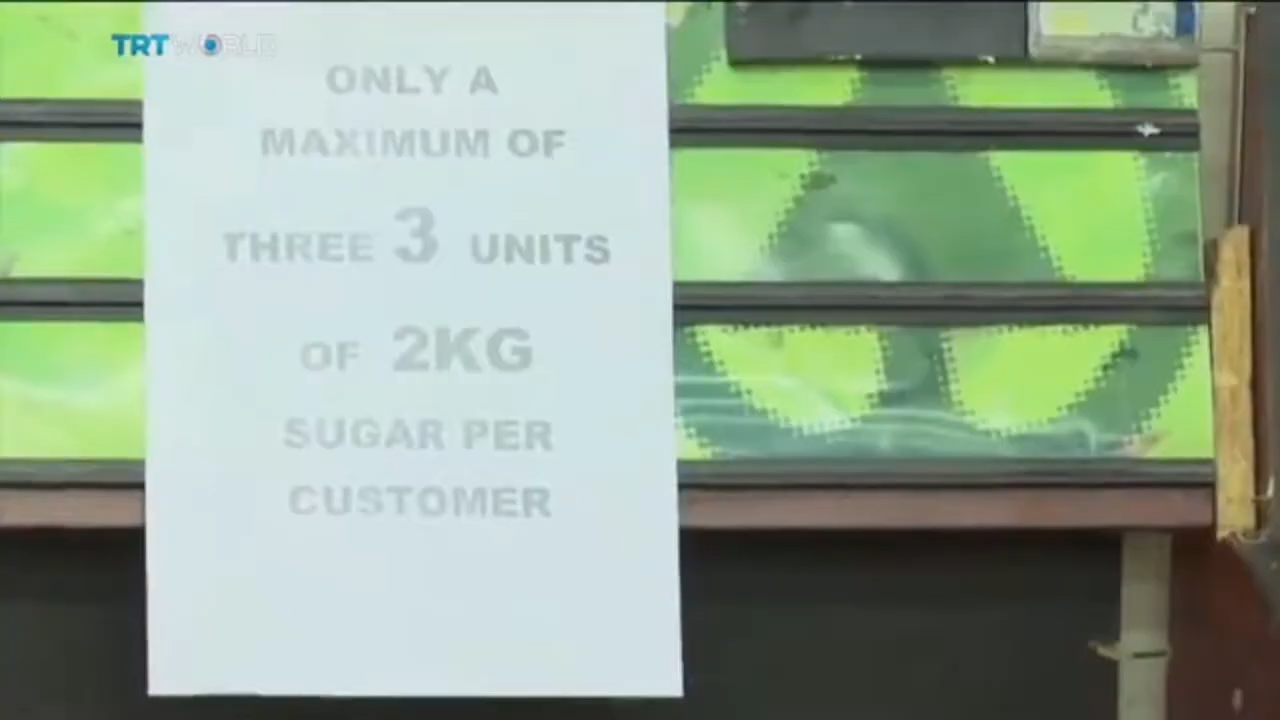 TRT WORLD
ONLY A
MAXIMUM OF
THREE 3 UNITS
OF 2KG
SUGAR PER
CUSTOMER